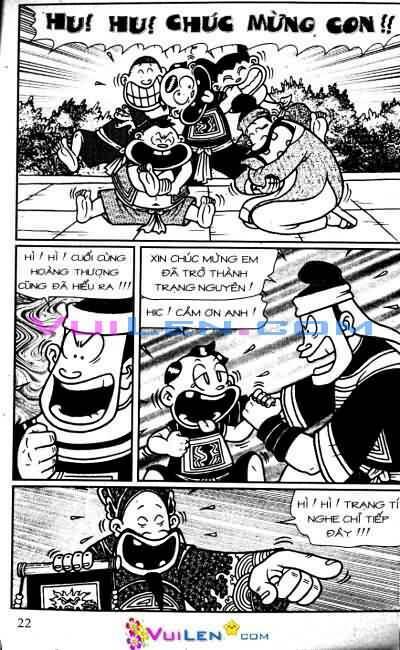 HU! HU! CHÚC MỪNG CON!!
HÌ! HÌ! CUỐI CÙNG
HOÀNG THƯỢNG
CŨNG ĐÃ HIỂU RA!!!
XIN CHÚC MỪNG EM
ĐÃ TRỞ THÀNH
TRẠNG NGUYÊN!
HIC! CẢM ƠN ANH!
VUILEN.COM
HÌ! HÌ! TRẠNG TÍ
NGHE CHỈ TIẾP
ĐÂY!!!
22
VUILEN.COM